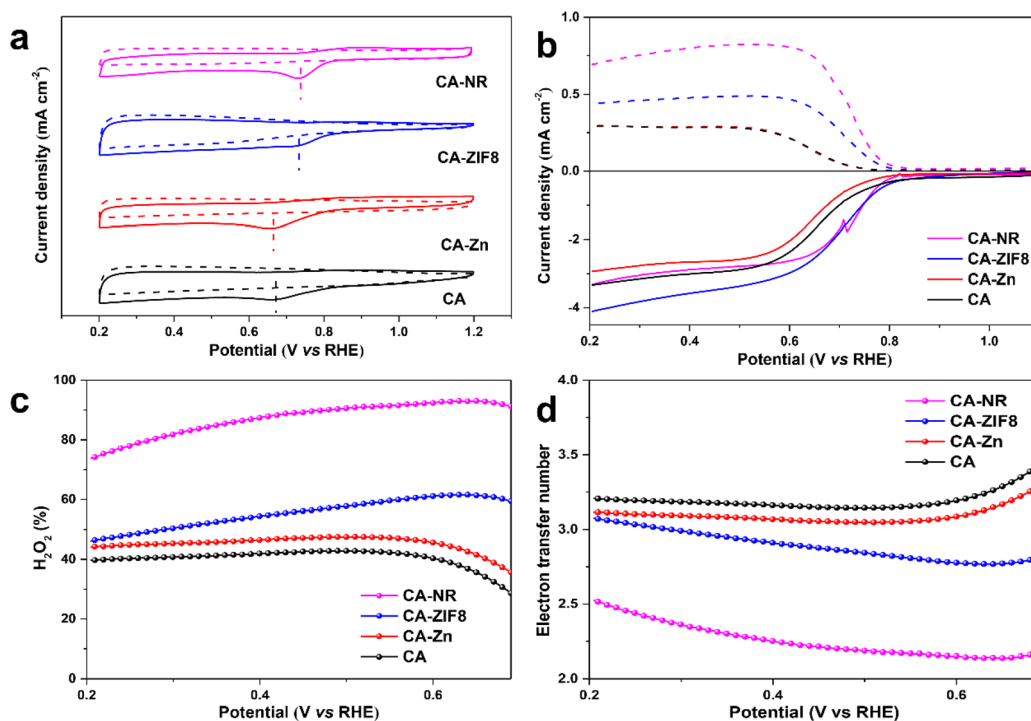 a
Current density (mA cm⁻²)
CA-NR
CA-ZIF8
CA-Zn
CA
0.2 0.4 0.6 0.8 1.0 1.2
Potential (V vs RHE)
b
Current density (mA cm⁻²)
1.0
0.5
0.0
-2
-4
CA-NR
CA-ZIF8
CA-Zn
CA
0.2 0.4 0.6 0.8 1.0
Potential (V vs RHE)
c
H₂O₂ (%)
100
80
60
40
20
0
CA-NR
CA-ZIF8
CA-Zn
CA
0.2 0.4 0.6
Potential (V vs RHE)
d
Electron transfer number
4.0
3.5
3.0
2.5
2.0
CA-NR
CA-ZIF8
CA-Zn
CA
0.2 0.4 0.6
Potential (V vs RHE)